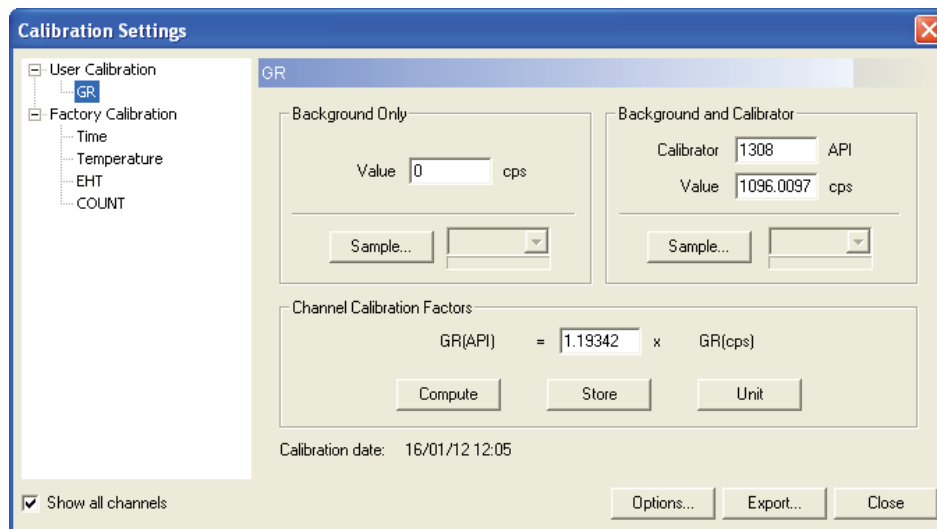 Calibration Settings
User Calibration
GR
Factory Calibration
Time
Temperature
EHT
COUNT
GR
Background Only
Value 0 cps
Sample...
Background and Calibrator
Calibrator 1308 API
Value 1096.0097 cps
Sample...
Channel Calibration Factors
GR(API) = 1.19342 x GR(cps)
Compute Store Unit
Calibration date: 16/01/12 12:05
Show all channels
Options... Export... Close